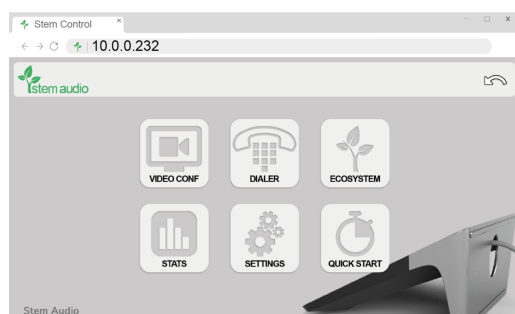 Stem Control
10.0.0.232
stem audio
VIDEO CONF
DIALER
ECOSYSTEM
STATS
SETTINGS
QUICK START
Stem Audio